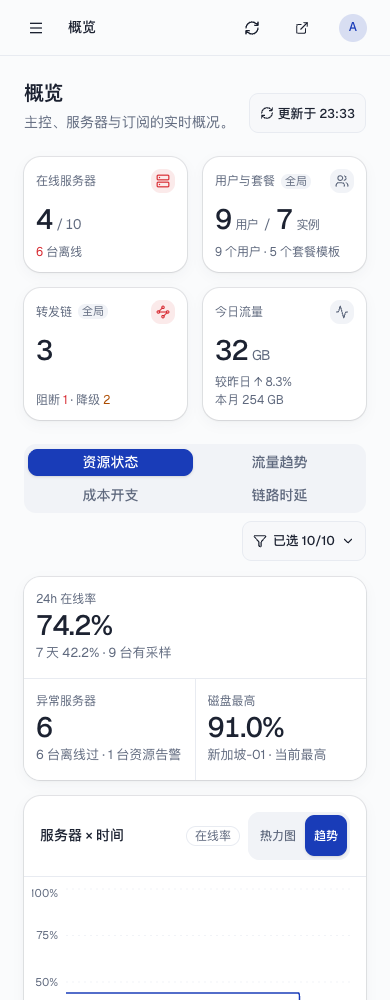 概览
A
概览
主控、服务器与订阅的实时概况。
更新于 23:33
在线服务器
4 / 10
6 台离线
用户与套餐 全局
9 用户 / 7 实例
9 个用户 · 5 个套餐模板
转发链 全局
3
阻断 1 · 降级 2
今日流量
32 GB
较昨日 ↑ 8.3%
本月 254 GB
资源状态 流量趋势
成本开支 链路时延
已选 10/10
24h 在线率
74.2%
7 天 42.2% · 9 台有采样
异常服务器
6
6 台离线过 · 1 台资源告警
磁盘最高
91.0%
新加坡-01 · 当前最高
服务器 × 时间 在线率 热力图 趋势
100%
75%
50%